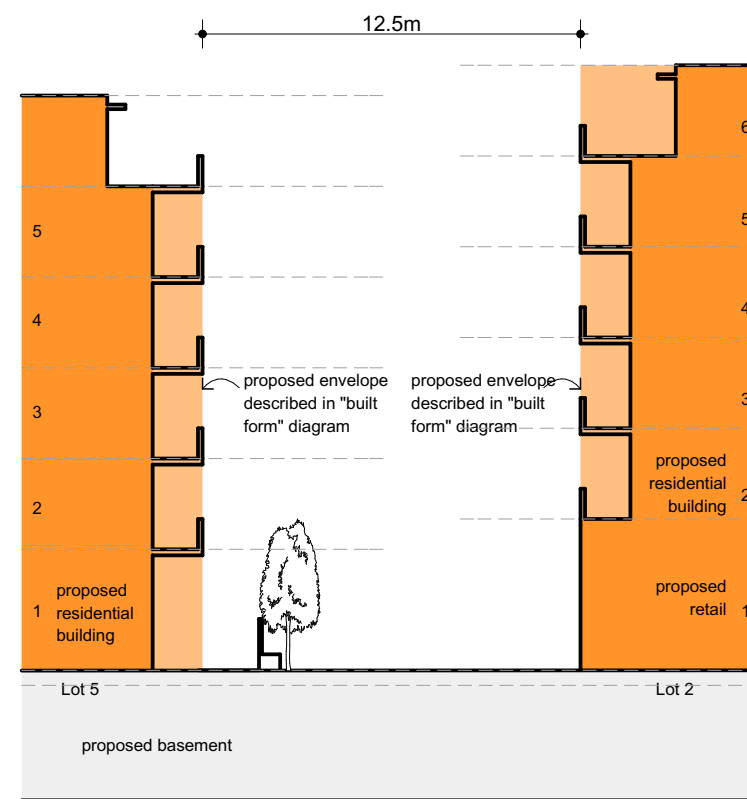 12.5m
6
5
5
4
4
proposed envelope
described in "built
form" diagram
proposed envelope
described in "built
form" diagram
3
3
proposed
residential
building
2
2
proposed
residential
building
1
proposed
retail
1
Lot 5
Lot 2
proposed basement